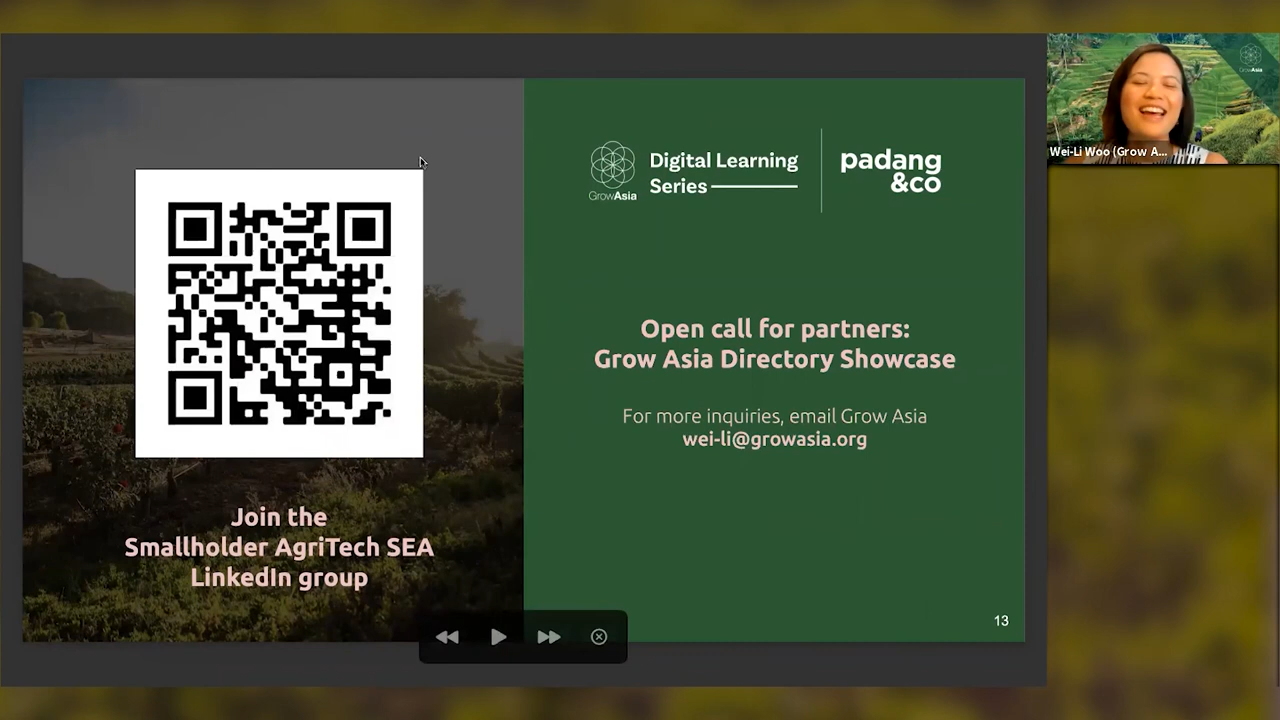 Join the
Smallholder AgriTech SEA
LinkedIn group
GrowAsia
Digital Learning
Series
padang
&co
Open call for partners:
Grow Asia Directory Showcase
For more inquiries, email Grow Asia
wei-li@growasia.org
13
GrowAsia
Wei-Li Woo (Grow A...